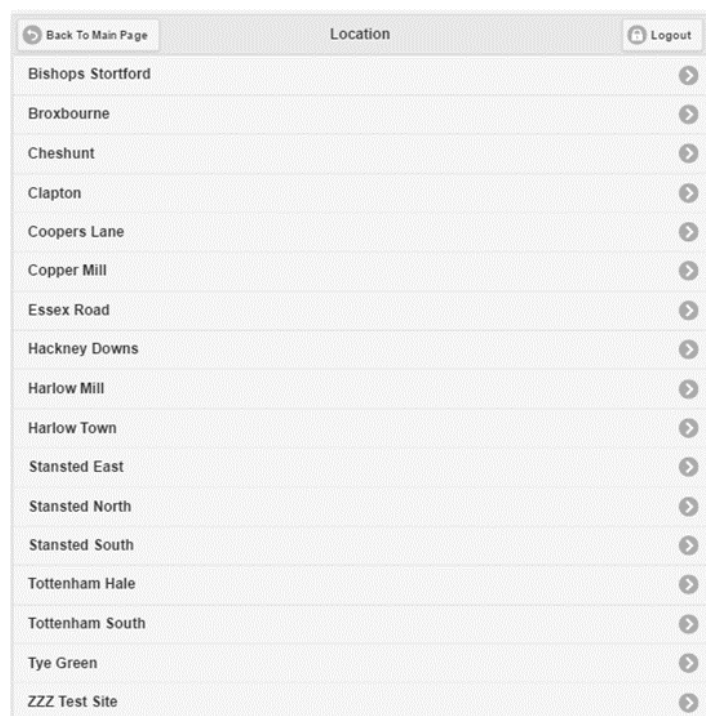 Back To Main Page Location Logout
Bishops Stortford
Broxbourne
Cheshunt
Clapton
Coopers Lane
Copper Mill
Essex Road
Hackney Downs
Harlow Mill
Harlow Town
Stansted East
Stansted North
Stansted South
Tottenham Hale
Tottenham South
Tye Green
ZZZ Test Site